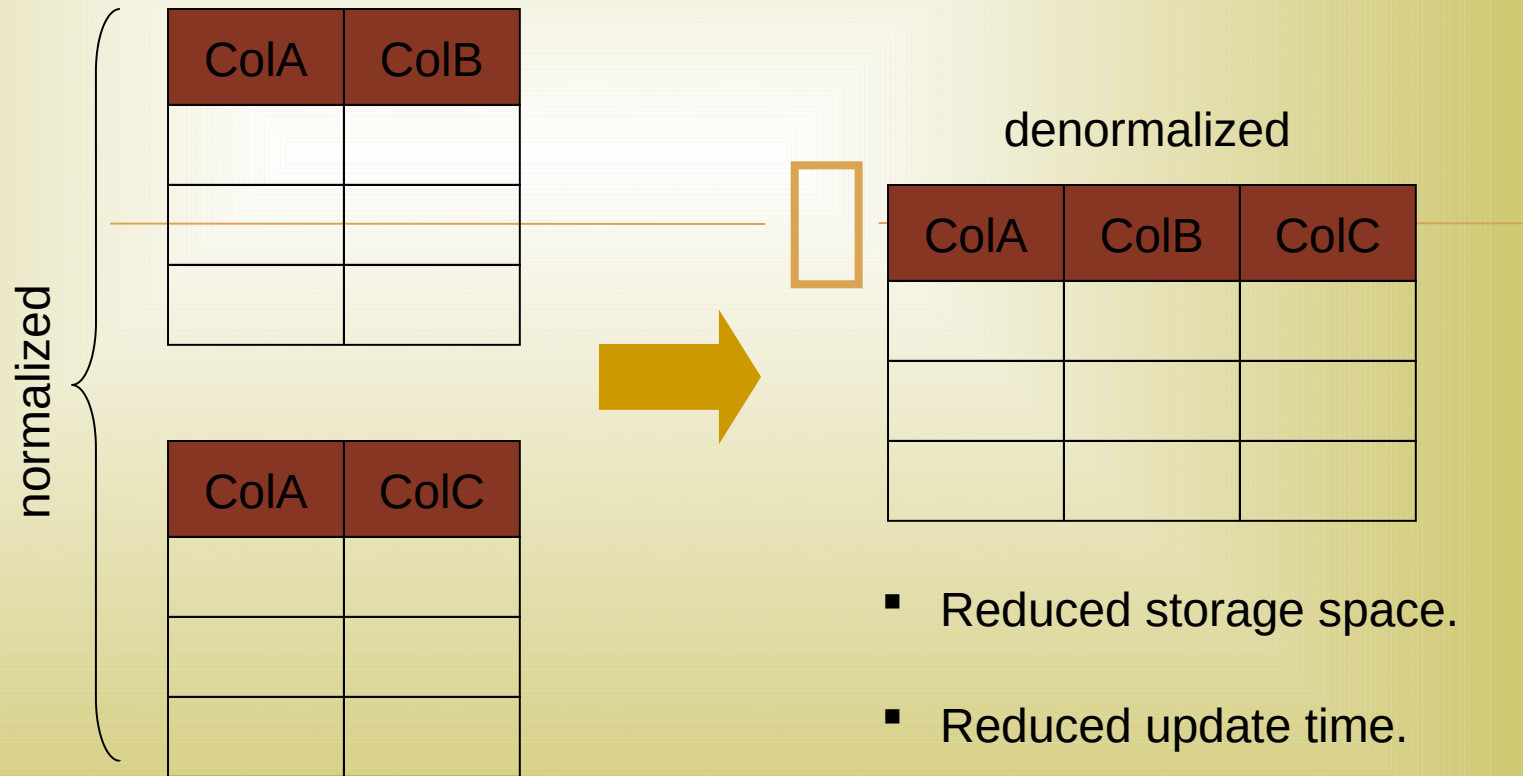 normalized
ColA ColB
ColA ColC
denormalized
ColA ColB ColC
▪ Reduced storage space.
▪ Reduced update time.